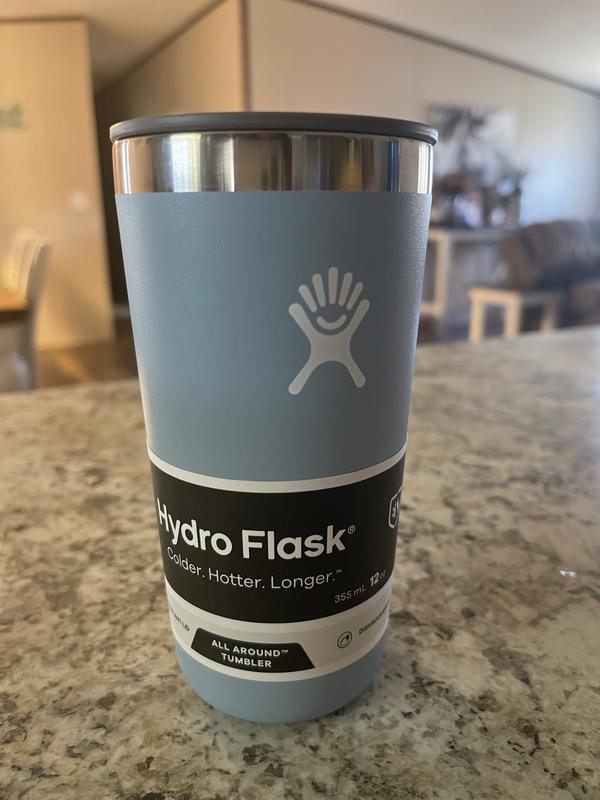 Hydro Flask®
Colder. Hotter. Longer.™
355 mL 12 oz
ALL AROUND™
TUMBLER